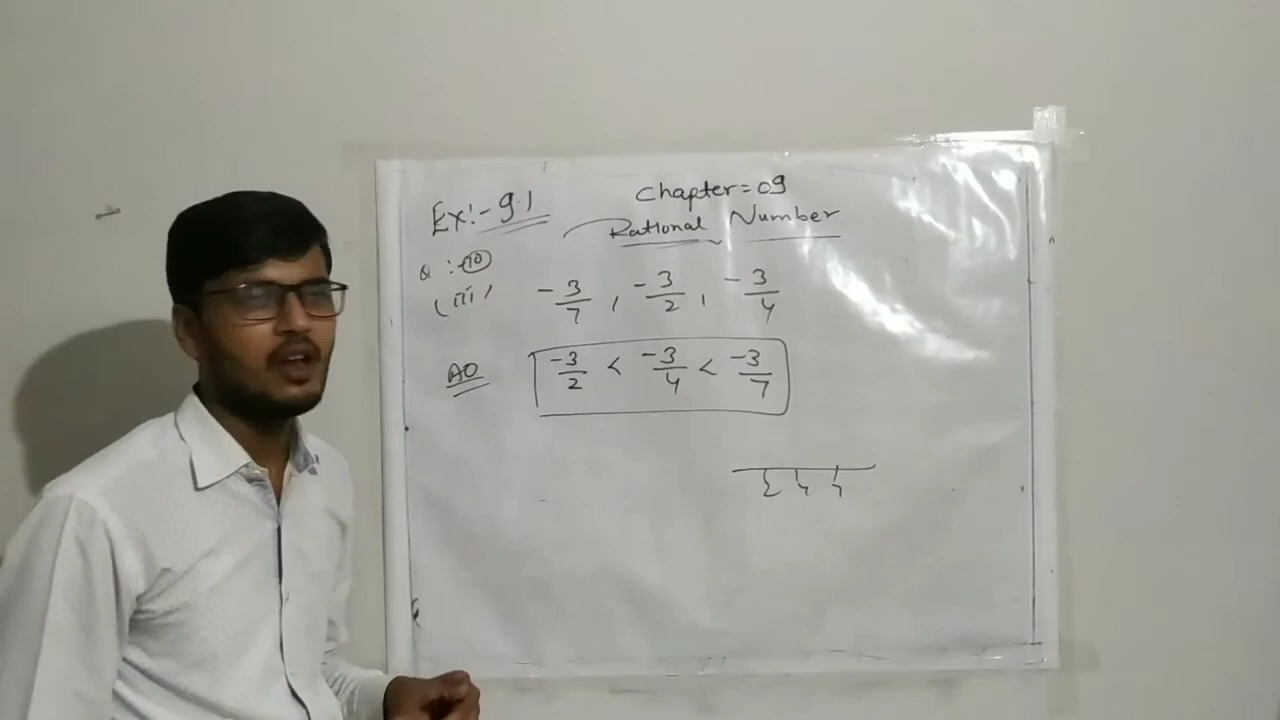 Ex:- 9.1
Chapter = 09
Rational Number
Q :- 10
(iii) -3/7 , -3/2 , -3/4
AO -3/2 < -3/4 < -3/7